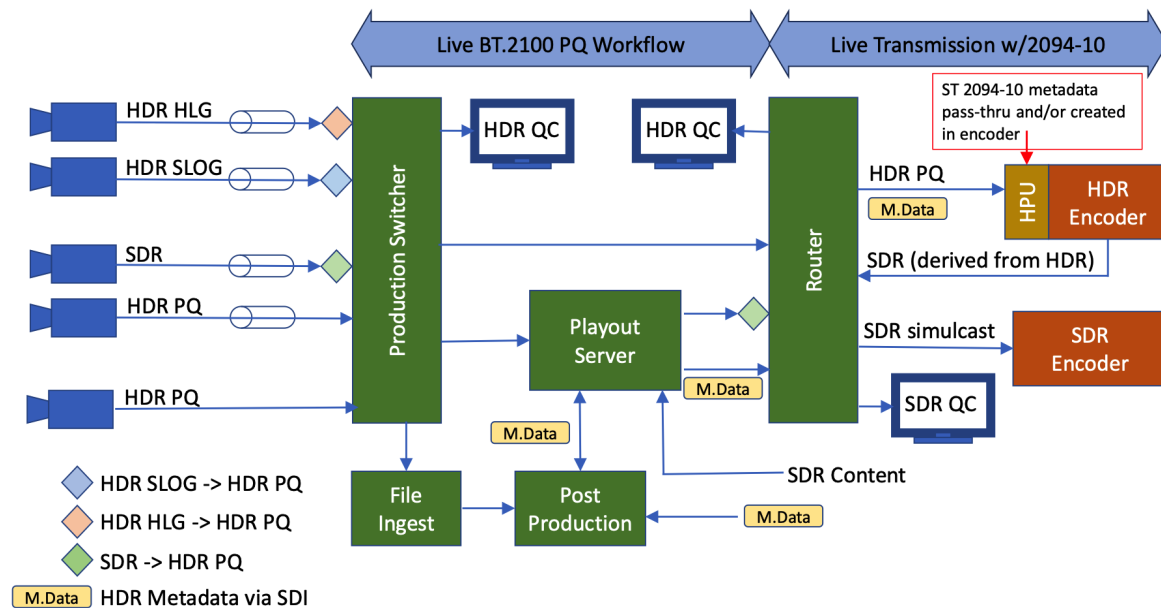 Live BT.2100 PQ Workflow
Live Transmission w/2094-10
ST 2094-10 metadata
pass-thru and/or created
in encoder
HDR HLG
HDR SLOG
SDR
HDR PQ
HDR PQ
Production Switcher
HDR QC
HDR QC
Router
HDR PQ
M.Data
HPU
HDR
Encoder
SDR (derived from HDR)
Playout
Server
M.Data
SDR simulcast
SDR
Encoder
SDR QC
M.Data
SDR Content
File
Ingest
Post
Production
M.Data
HDR SLOG -> HDR PQ
HDR HLG -> HDR PQ
SDR -> HDR PQ
M.Data HDR Metadata via SDI